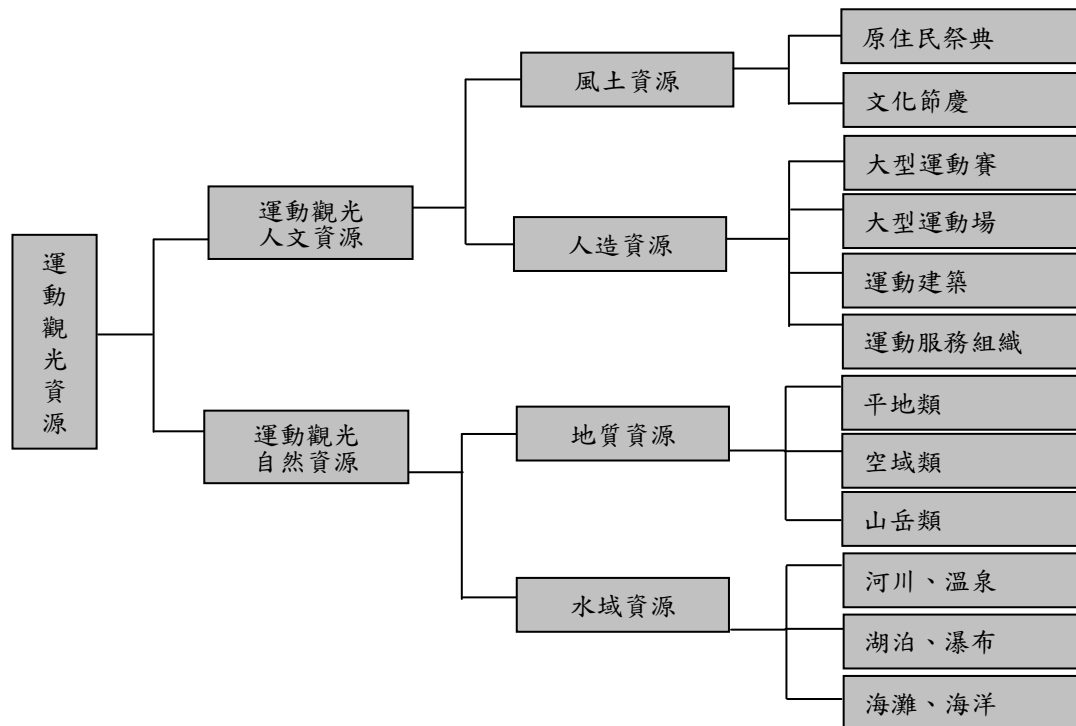 運動觀光資源
運動觀光
人文資源
風土資源
原住民祭典
文化節慶
人造資源
大型運動賽
大型運動場
運動建築
運動服務組織
運動觀光
自然資源
地質資源
平地類
空域類
山岳類
水域資源
河川、溫泉
湖泊、瀑布
海灘、海洋